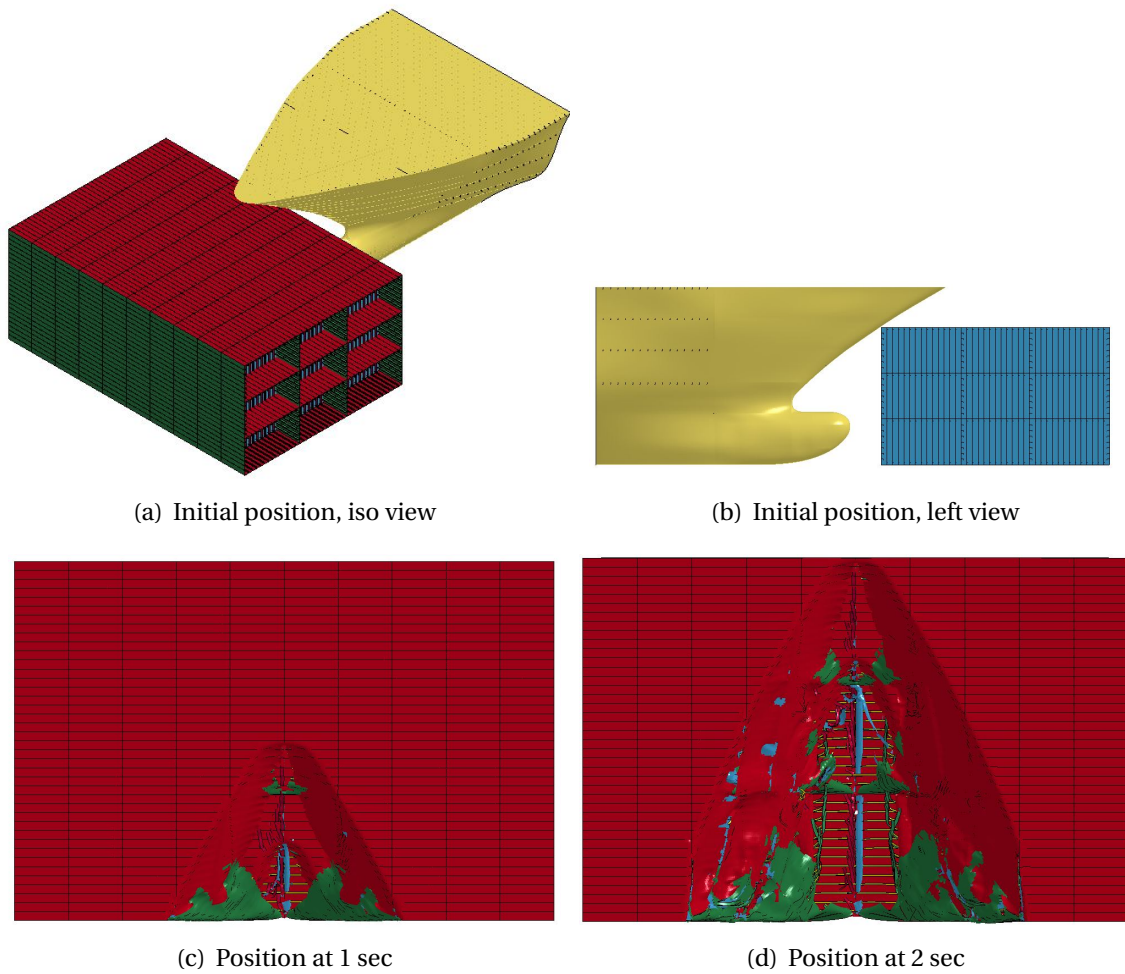 (a) Initial position, iso view
(b) Initial position, left view
(c) Position at 1 sec
(d) Position at 2 sec